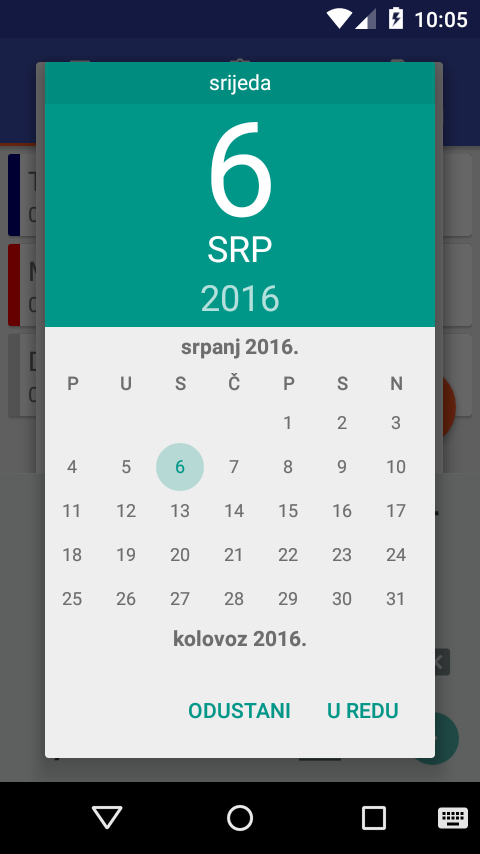 10:05
srijeda
6
SRP
2016
srpanj 2016.
P U S Č P S N
1 2 3
4 5 6 7 8 9 10
11 12 13 14 15 16 17
18 19 20 21 22 23 24
25 26 27 28 29 30 31
kolovoz 2016.
ODUSTANI U REDU